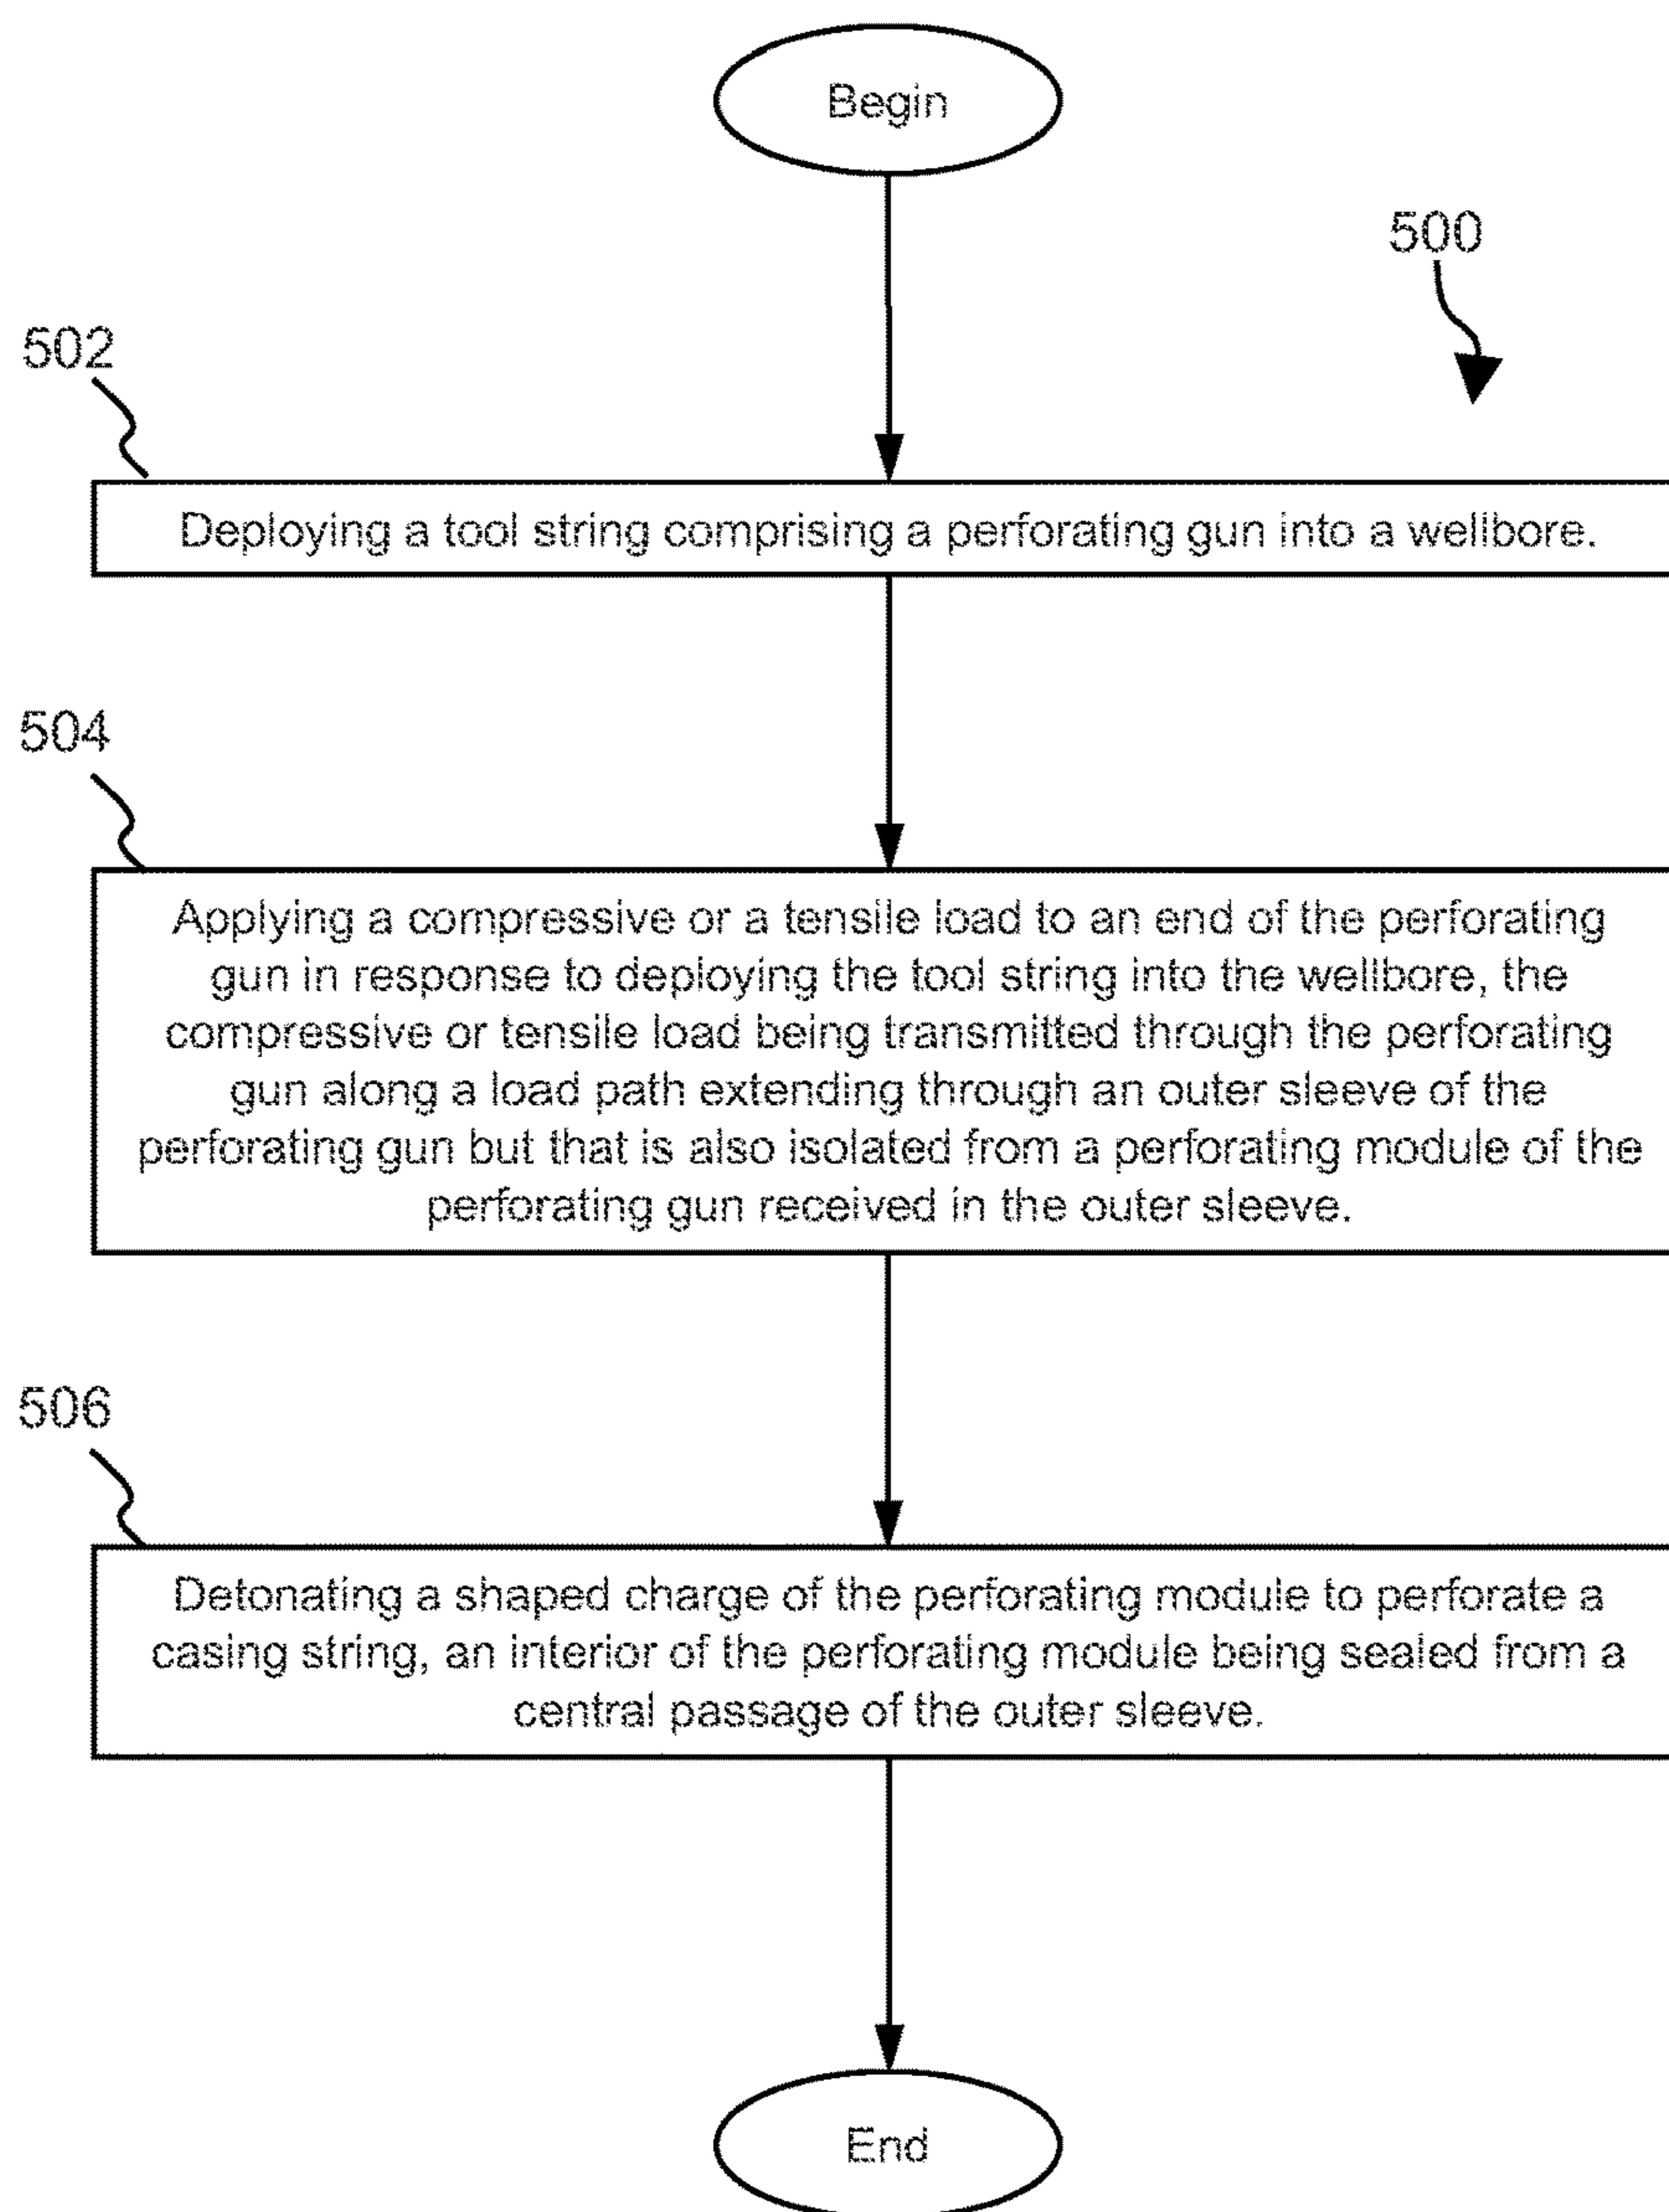 Begin
500
502
Deploying a tool string comprising a perforating gun into a wellbore.
504
Applying a compressive or a tensile load to an end of the perforating
gun in response to deploying the tool string into the wellbore, the
compressive or tensile load being transmitted through the perforating
gun along a load path extending through an outer sleeve of the
perforating gun but that is also isolated from a perforating module of the
perforating gun received in the outer sleeve.
506
Detonating a shaped charge of the perforating module to perforate a
casing string, an interior of the perforating module being sealed from a
central passage of the outer sleeve.
End